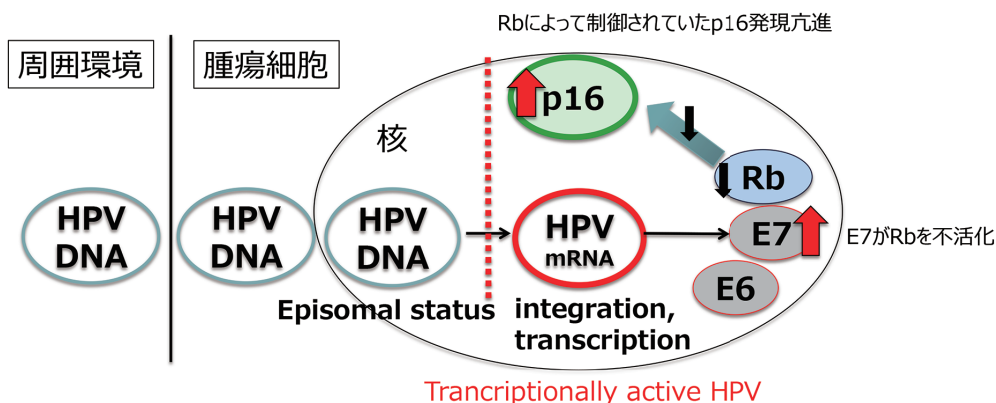 Rbによって制御されていたp16発現亢進
周囲環境
腫瘍細胞
核
p16
Rb
HPV
DNA
HPV
DNA
HPV
DNA
HPV
mRNA
E7
E7がRbを不活化
E6
Episomal status
integration,
transcription
Trancriptionally active HPV